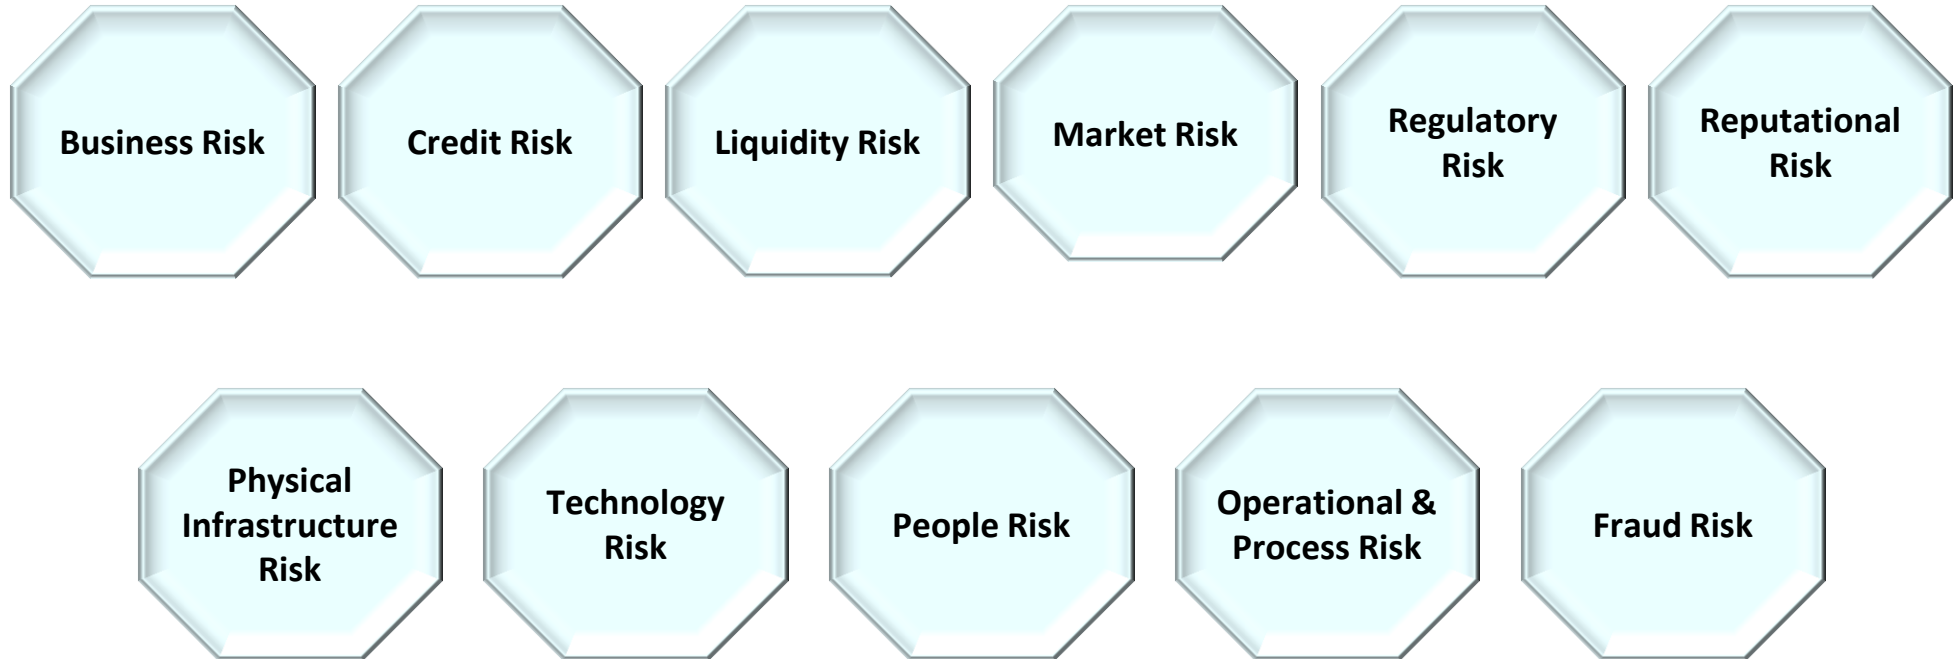 Business Risk
Credit Risk
Liquidity Risk
Market Risk
Regulatory
Risk
Reputational
Risk
Physical
Infrastructure
Risk
Technology
Risk
People Risk
Operational &
Process Risk
Fraud Risk